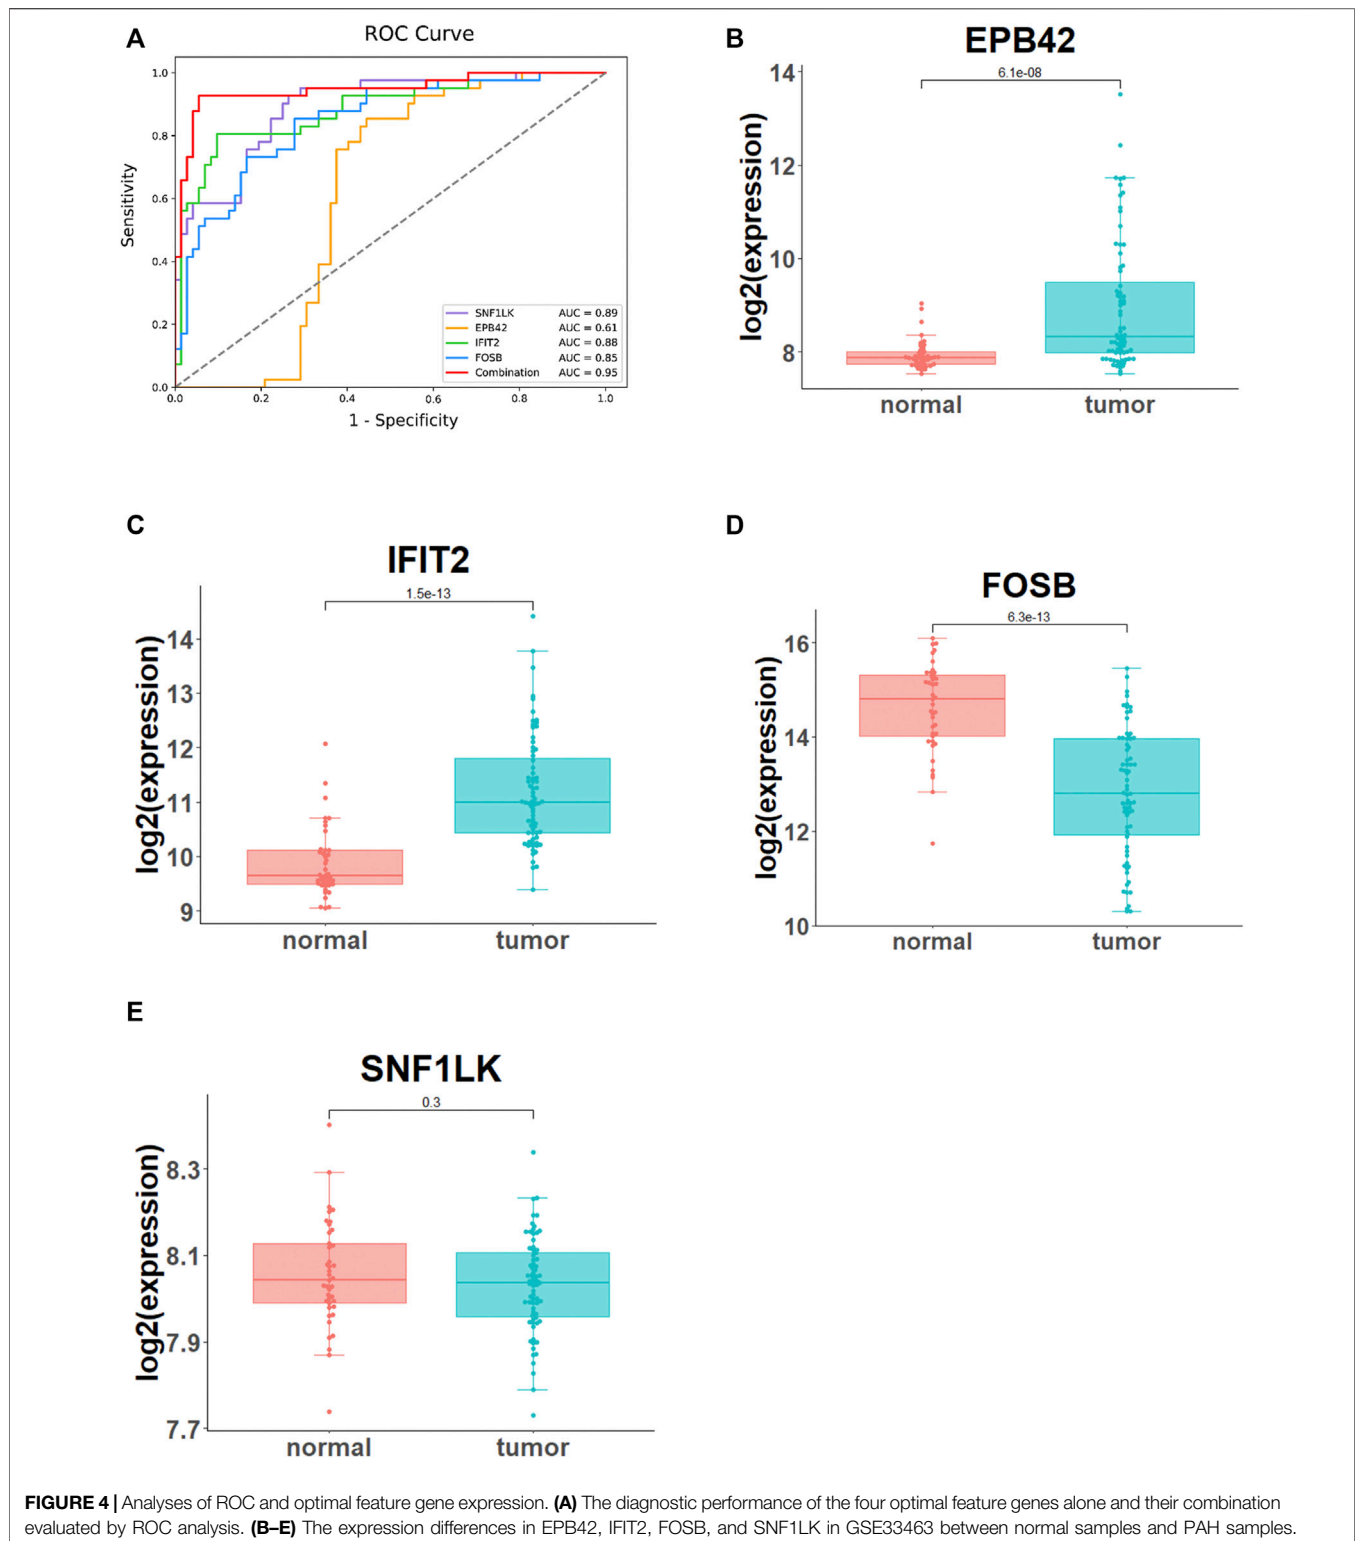 A
ROC Curve
1.0
0.8
0.6
0.4
0.2
0.0
Sensitivity
0.0 0.2 0.4 0.6 0.8 1.0
1 - Specificity
SNF1LK AUC = 0.89
EPB42 AUC = 0.61
IFIT2 AUC = 0.88
FOSB AUC = 0.85
Combination AUC = 0.95
B
EPB42
6.1e-08
14
12
10
8
log2(expression)
normal tumor
C
IFIT2
1.5e-13
14
13
12
11
10
9
log2(expression)
normal tumor
D
FOSB
6.3e-13
16
14
12
10
log2(expression)
normal tumor
E
SNF1LK
0.3
8.3
8.1
7.9
7.7
log2(expression)
normal tumor
FIGURE 4 | Analyses of ROC and optimal feature gene expression. (A) The diagnostic performance of the four optimal feature genes alone and their combination
evaluated by ROC analysis. (B–E) The expression differences in EPB42, IFIT2, FOSB, and SNF1LK in GSE33463 between normal samples and PAH samples.